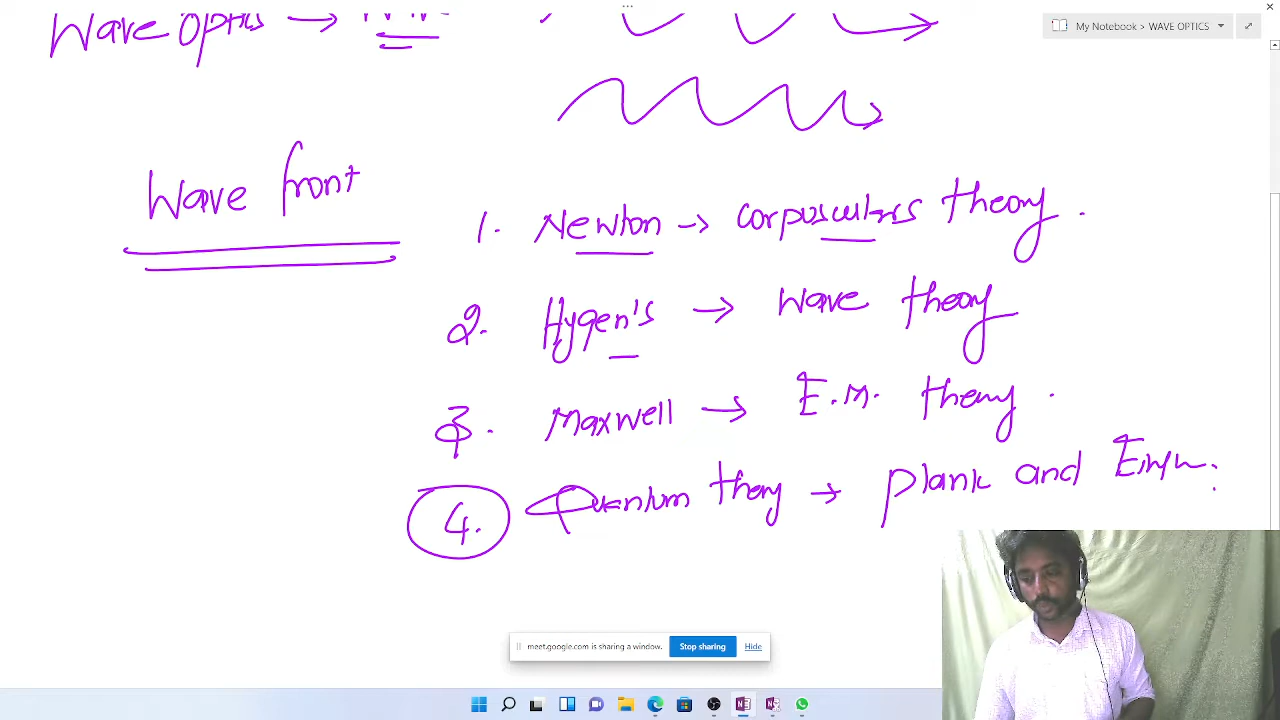 My Notebook > WAVE OPTICS
Wave Optics →
Wave front
1. Newton → corpusculars theory.
2. Hygen's → wave theory
3. Maxwell → E.M. theory.
4. Quantum theory → plank and
meet.google.com is sharing a window. Stop sharing Hide